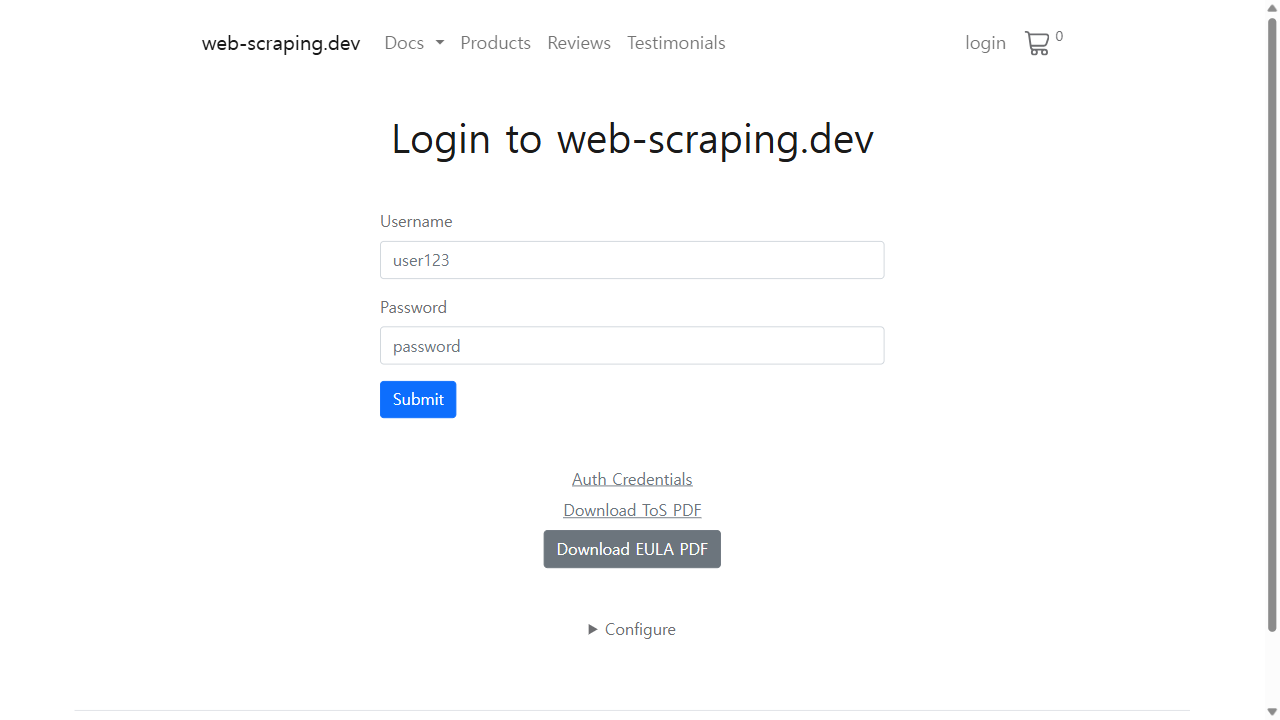 web-scraping.dev Docs Products Reviews Testimonials login 0
Login to web-scraping.dev
Username
user123
Password
password
Submit
Auth Credentials
Download ToS PDF
Download EULA PDF
Configure